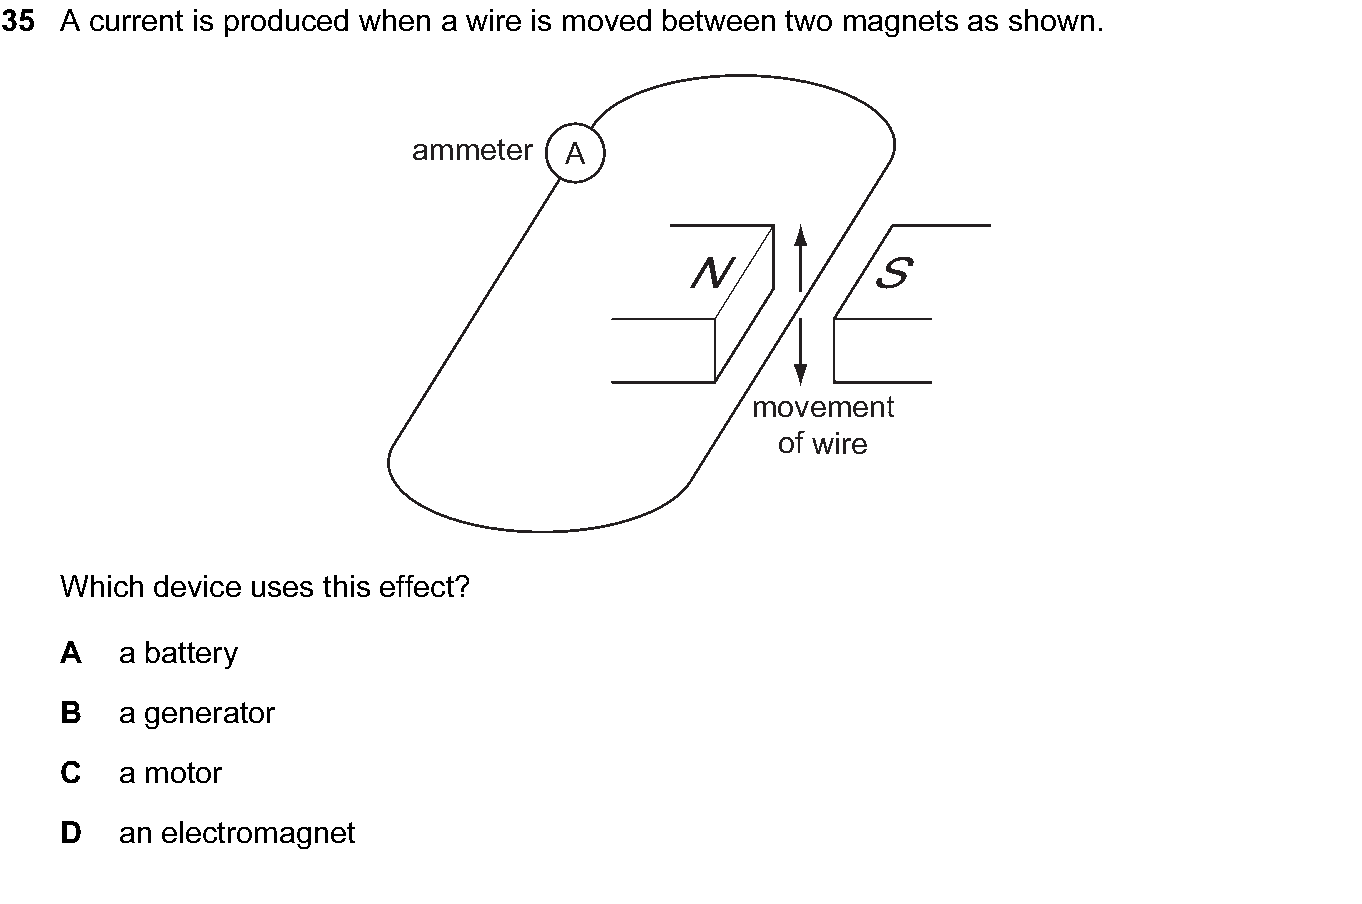 35 A current is produced when a wire is moved between two magnets as shown.
ammeter A
N S
movement
of wire
Which device uses this effect?
A a battery
B a generator
C a motor
D an electromagnet